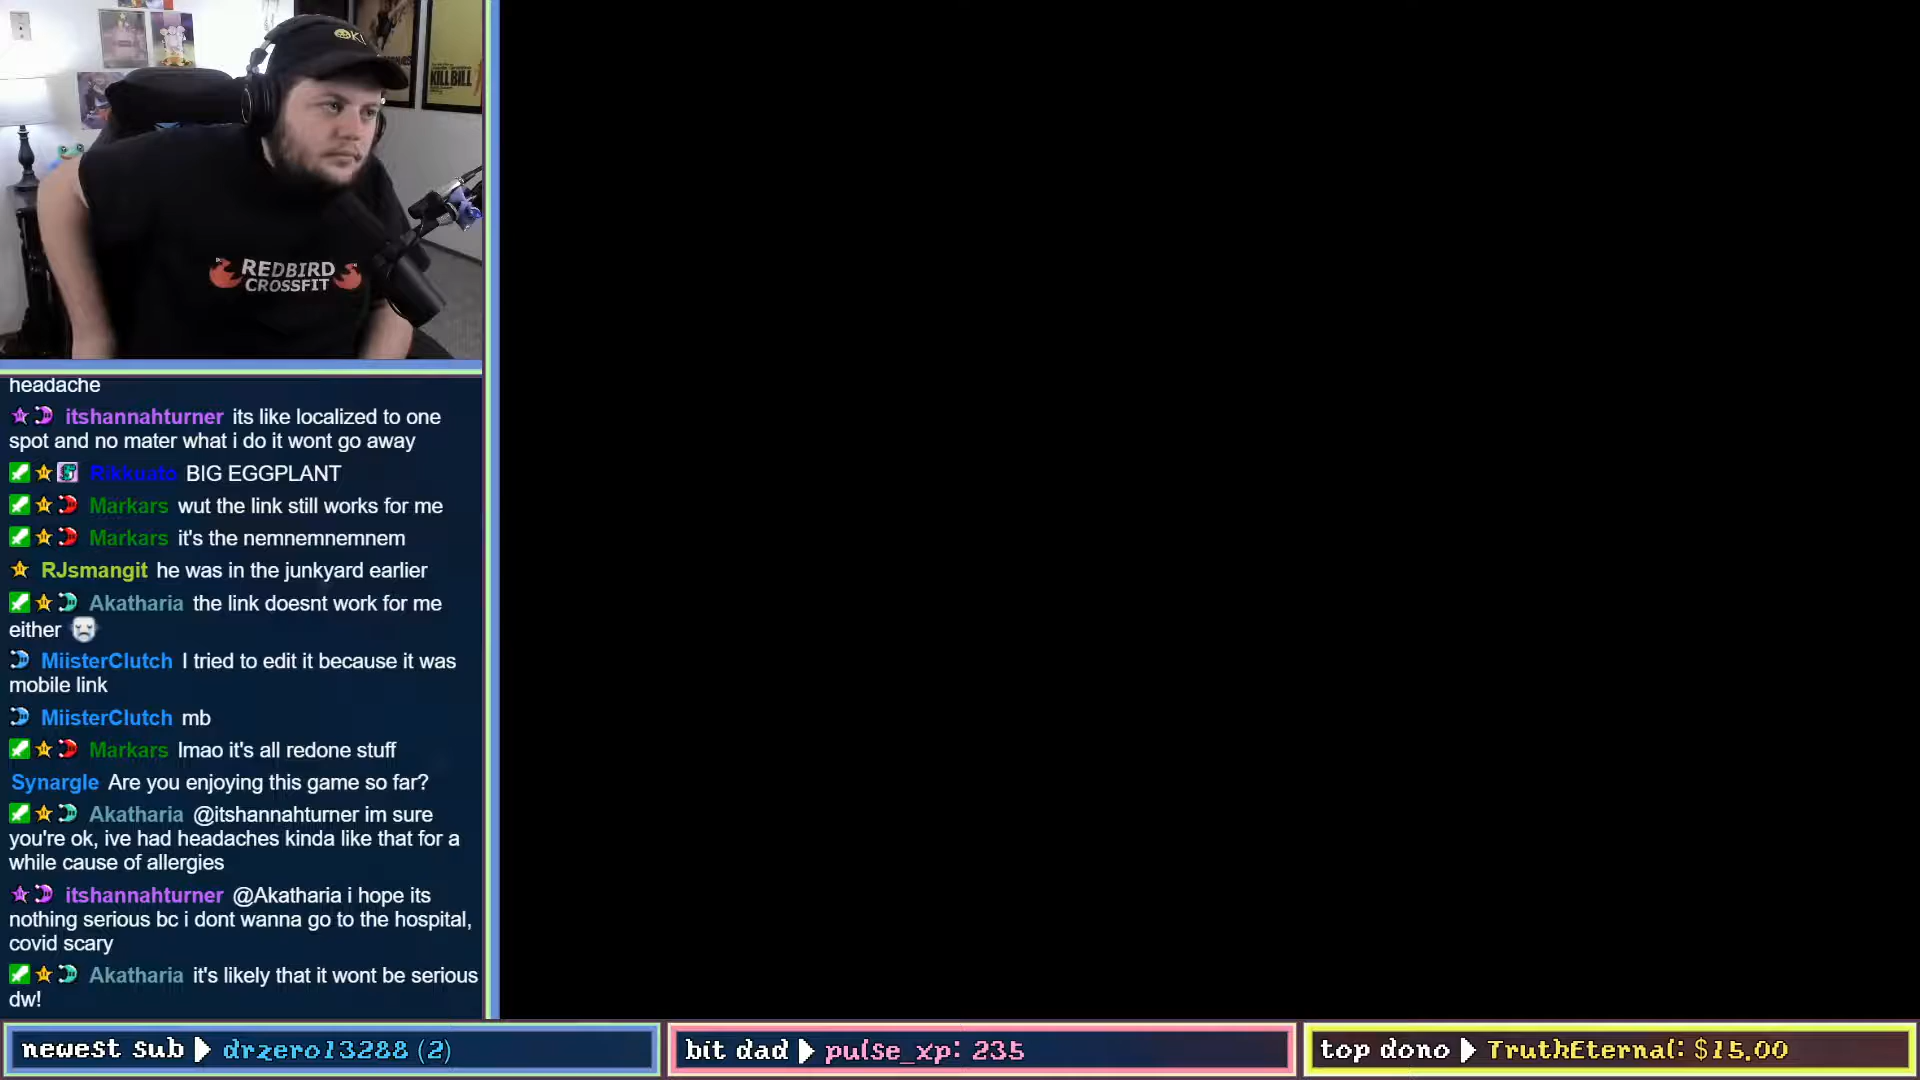 OK
KILL BILL
REDBIRD
CROSSFIT
headache
itshannahturner its like localized to one
spot and no mater what i do it wont go away
Rikkuato BIG EGGPLANT
Markars wut the link still works for me
Markars it's the nemnemnemnem
RJsmangit he was in the junkyard earlier
Akatharia the link doesnt work for me
either
MiisterClutch I tried to edit it because it was
mobile link
MiisterClutch mb
Markars lmao it's all redone stuff
Synargle Are you enjoying this game so far?
Akatharia @itshannahturner im sure
you're ok, ive had headaches kinda like that for a
while cause of allergies
itshannahturner @Akatharia i hope its
nothing serious bc i dont wanna go to the hospital,
covid scary
Akatharia it's likely that it wont be serious
dw!
newest sub drzero13288 (2)
bit dad pulse_xp: 235
top dono TruthEternal: $15.00